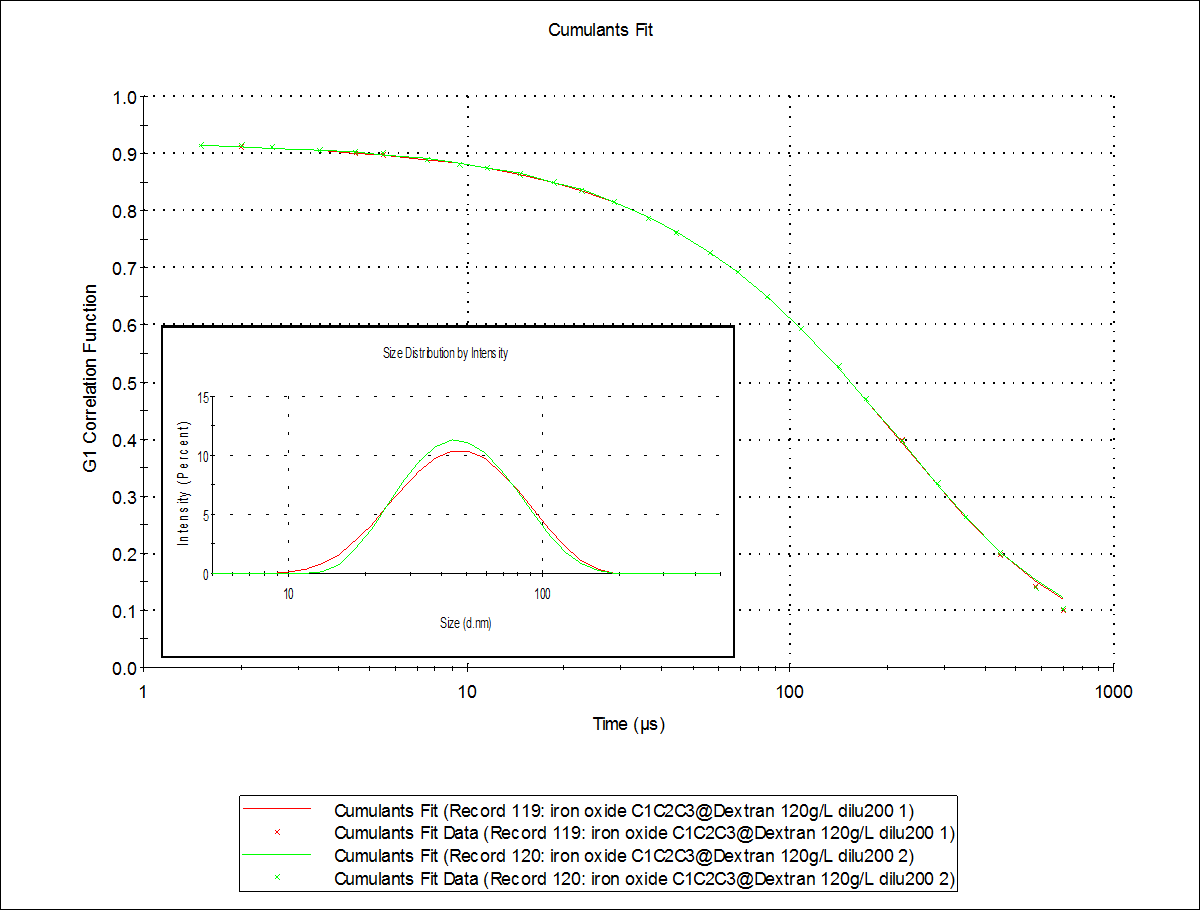 Cumulants Fit
1.0
0.9
0.8
0.7
0.6
0.5
0.4
0.3
0.2
0.1
0.0
G1 Correlation Function
1 10 100 1000
Time (µs)
Size Distribution by Intensity
15
10
5
0
Intensity (Percent)
10 100
Size (d.nm)
Cumulants Fit (Record 119: iron oxide C1C2C3@Dextran 120g/L dilu200 1)
Cumulants Fit Data (Record 119: iron oxide C1C2C3@Dextran 120g/L dilu200 1)
Cumulants Fit (Record 120: iron oxide C1C2C3@Dextran 120g/L dilu200 2)
Cumulants Fit Data (Record 120: iron oxide C1C2C3@Dextran 120g/L dilu200 2)